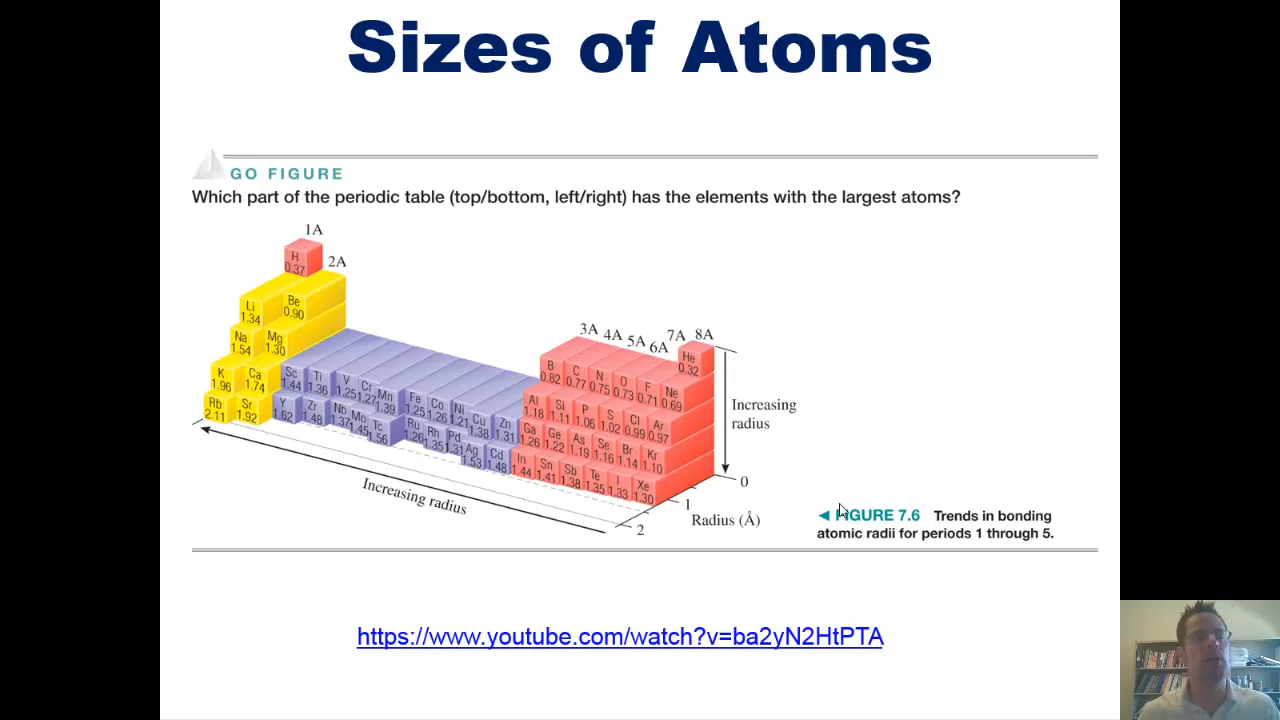 Sizes of Atoms
GO FIGURE
Which part of the periodic table (top/bottom, left/right) has the elements with the largest atoms?
1A
2A
3A 4A 5A 6A 7A 8A
H 0.37
He 0.32
Li 1.34
Be 0.90
B 0.82
C 0.77
N 0.75
O 0.73
F 0.71
Ne 0.69
Na 1.54
Mg 1.30
Al 1.18
Si 1.11
P 1.06
S 1.02
Cl 0.99
Ar 0.97
K 1.96
Ca 1.74
Sc 1.44
Ti 1.36
V 1.25
Cr 1.27
Mn 1.39
Fe 1.25
Co 1.26
Ni 1.21
Cu 1.38
Zn 1.31
Ga 1.26
Ge 1.22
As 1.19
Se 1.16
Br 1.14
Kr 1.10
Rb 2.11
Sr 1.92
Y 1.62
Zr 1.48
Nb 1.37
Mo 1.45
Tc 1.56
Ru 1.26
Rh 1.35
Pd 1.31
Ag 1.53
Cd 1.48
In 1.44
Sn 1.41
Sb 1.38
Te 1.35
I 1.33
Xe 1.30
Increasing
radius
Increasing radius
0
1
2
Radius (Å)
◄ FIGURE 7.6 Trends in bonding
atomic radii for periods 1 through 5.
https://www.youtube.com/watch?v=ba2yN2HtPTA